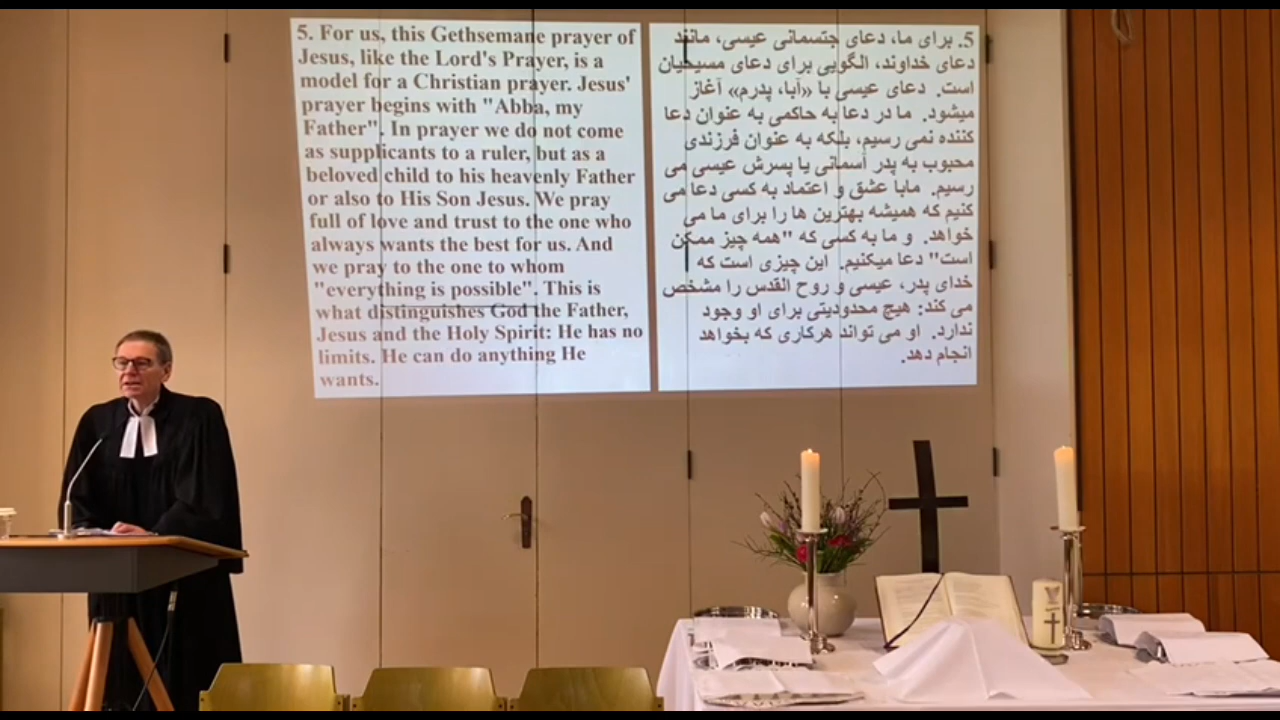 5. For us, this Gethsemane prayer of
Jesus, like the Lord's Prayer, is a
model for a Christian prayer. Jesus'
prayer begins with "Abba, my
Father". In prayer we do not come
as supplicants to a ruler, but as a
beloved child to his heavenly Father
or also to His Son Jesus. We pray
full of love and trust to the one who
always wants the best for us. And
we pray to the one to whom
"everything is possible". This is
what distinguishes God the Father,
Jesus and the Holy Spirit: He has no
limits. He can do anything He
wants.
5. برای ما، دعای جتسمانی عیسی، مانند
دعای خداوند، الگویی برای دعای مسیحیان
است. دعای عیسی با «آبا، پدرم» آغاز
میشود. ما در دعا به حاکمی به عنوان دعا
کننده نمی رسیم، بلکه به عنوان فرزندی
محبوب به پدر آسمانی یا پسرش عیسی می
رسیم. مابا عشق و اعتماد به کسی دعا می
کنیم که همیشه بهترین ها را برای ما می
خواهد. و ما به کسی که "همه چیز ممکن
است" دعا میکنیم. این چیزی است که
خدای پدر، عیسی و روح القدس را مشخص
می کند: هیچ محدودیتی برای او وجود
ندارد. او می تواند هرکاری که بخواهد
انجام دهد.